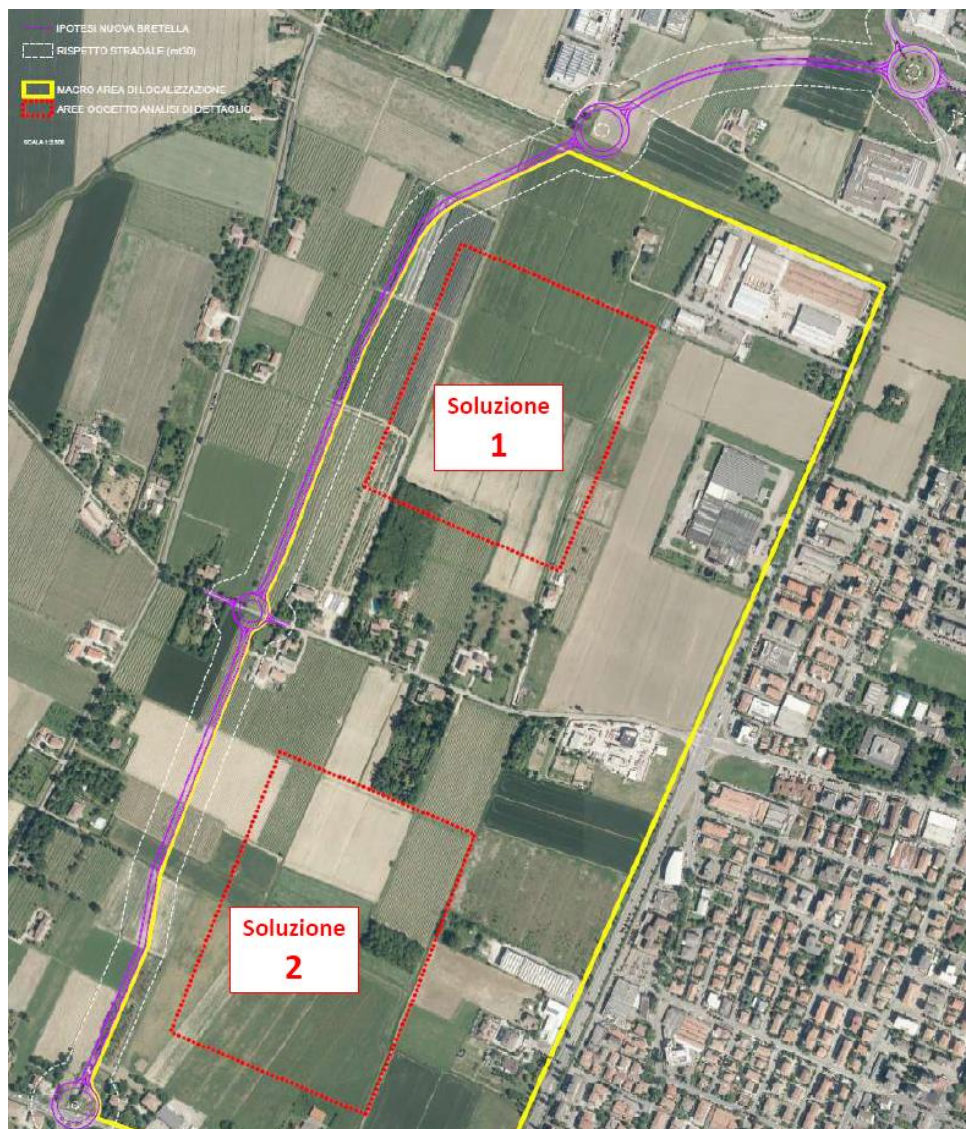 IPOTESI NUOVA BRETELLA
RISPETTO STRADALE (mt30)
MACRO AREA DI LOCALIZZAZIONE
AREE OGGETTO ANALISI DI DETTAGLIO
Soluzione
1
Soluzione
2